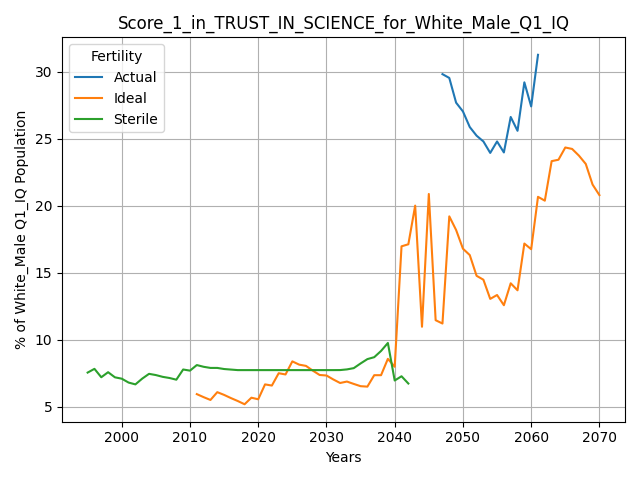 Score_1_in_TRUST_IN_SCIENCE_for_White_Male_Q1_IQ
Fertility
Actual
Ideal
Sterile
% of White_Male Q1_IQ Population
30
25
20
15
10
5
2000 2010 2020 2030 2040 2050 2060 2070
Years